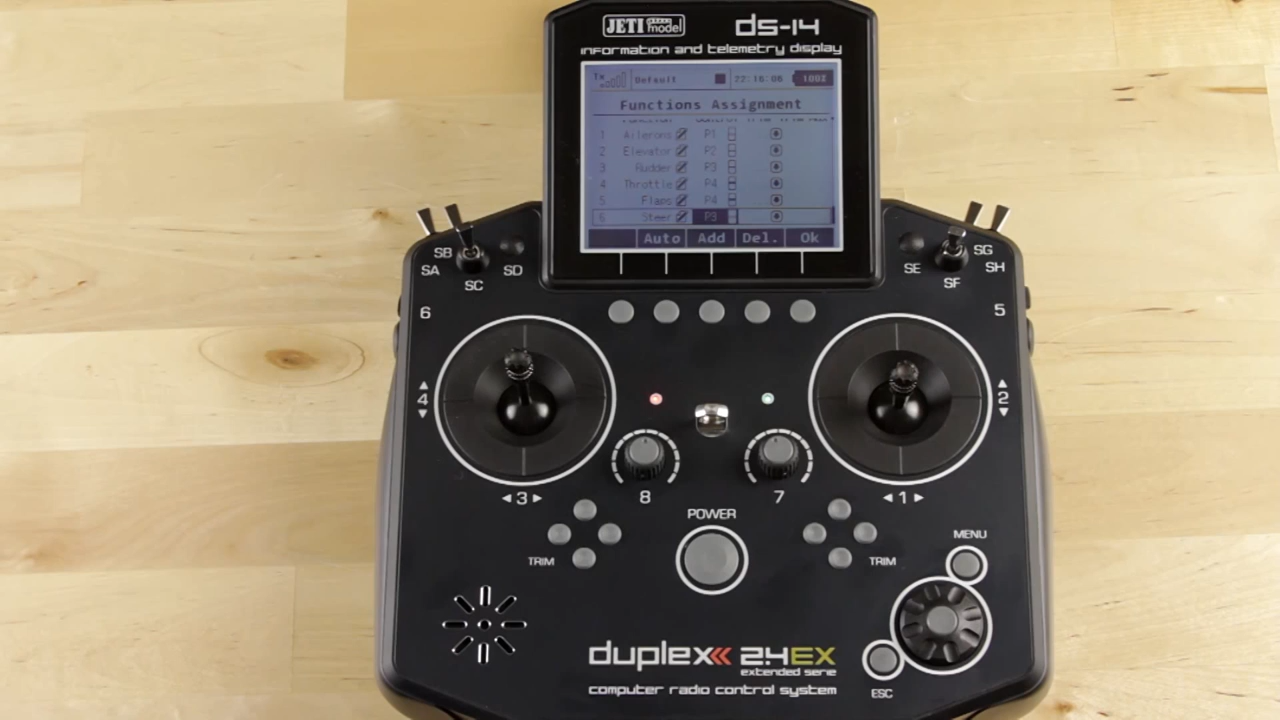 JETI model
ds-14
information and telemetry display
Tx Default 22:16:06 100%
Functions Assignment
1 Ailerons P1
2 Elevator P2
3 Rudder P3
4 Throttle P4
5 Flaps P4
6 Steer P3
Auto Add Del. Ok
SB
SA
SC
SD
SE
SF
SG
SH
6
5
4
2
3
1
8
7
POWER
TRIM
TRIM
MENU
ESC
duplex 2.4EX
extended serie
computer radio control system